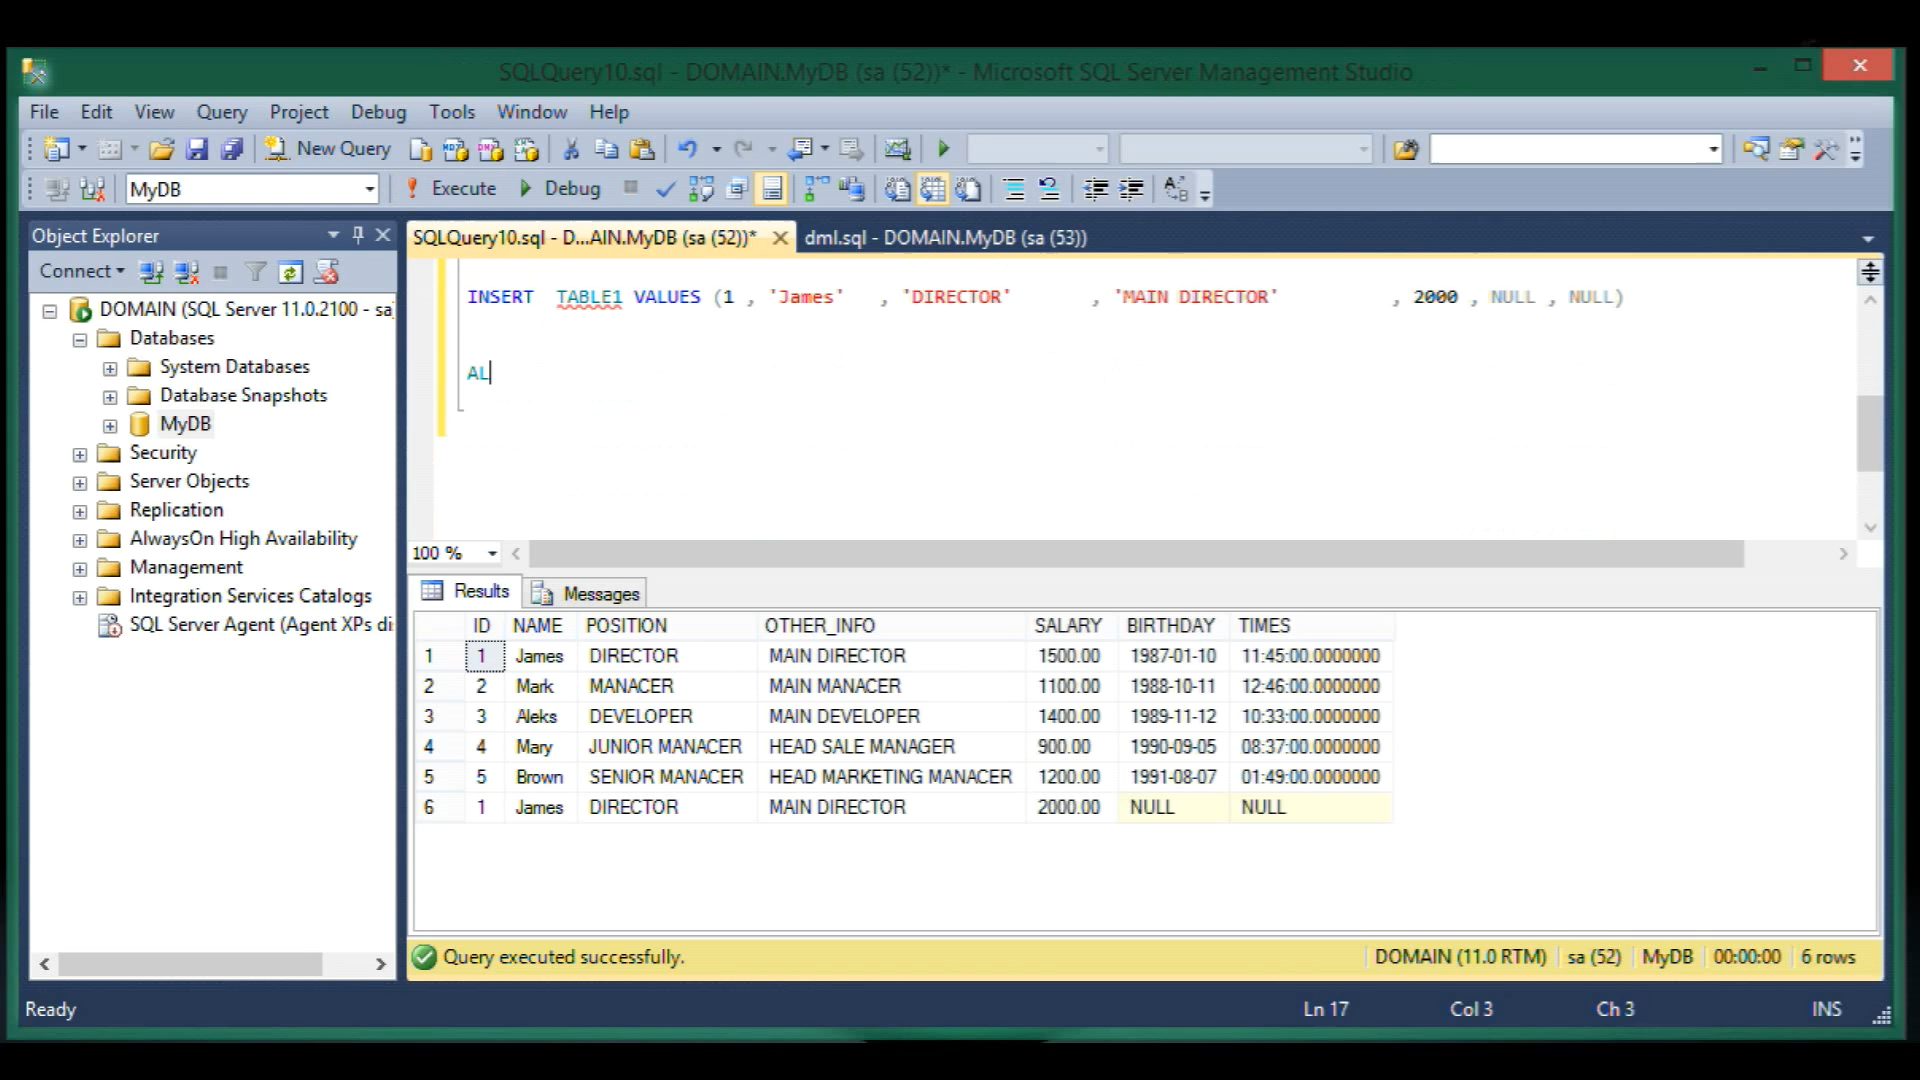 SQLQuery10.sql - DOMAIN.MyDB (sa (52))* - Microsoft SQL Server Management Studio
File Edit View Query Project Debug Tools Window Help
New Query
MyDB Execute Debug
Object Explorer
Connect
DOMAIN (SQL Server 11.0.2100 - sa
Databases
System Databases
Database Snapshots
MyDB
Security
Server Objects
Replication
AlwaysOn High Availability
Management
Integration Services Catalogs
SQL Server Agent (Agent XPs di
SQLQuery10.sql - D...AIN.MyDB (sa (52))* dml.sql - DOMAIN.MyDB (sa (53))
INSERT TABLE1 VALUES (1 , 'James' , 'DIRECTOR' , 'MAIN DIRECTOR' , 2000 , NULL , NULL)
AL
100 %
Results Messages
ID NAME POSITION OTHER_INFO SALARY BIRTHDAY TIMES
1 1 James DIRECTOR MAIN DIRECTOR 1500.00 1987-01-10 11:45:00.0000000
2 2 Mark MANACER MAIN MANACER 1100.00 1988-10-11 12:46:00.0000000
3 3 Aleks DEVELOPER MAIN DEVELOPER 1400.00 1989-11-12 10:33:00.0000000
4 4 Mary JUNIOR MANACER HEAD SALE MANAGER 900.00 1990-09-05 08:37:00.0000000
5 5 Brown SENIOR MANACER HEAD MARKETING MANACER 1200.00 1991-08-07 01:49:00.0000000
6 1 James DIRECTOR MAIN DIRECTOR 2000.00 NULL NULL
Query executed successfully. DOMAIN (11.0 RTM) sa (52) MyDB 00:00:00 6 rows
Ready Ln 17 Col 3 Ch 3 INS